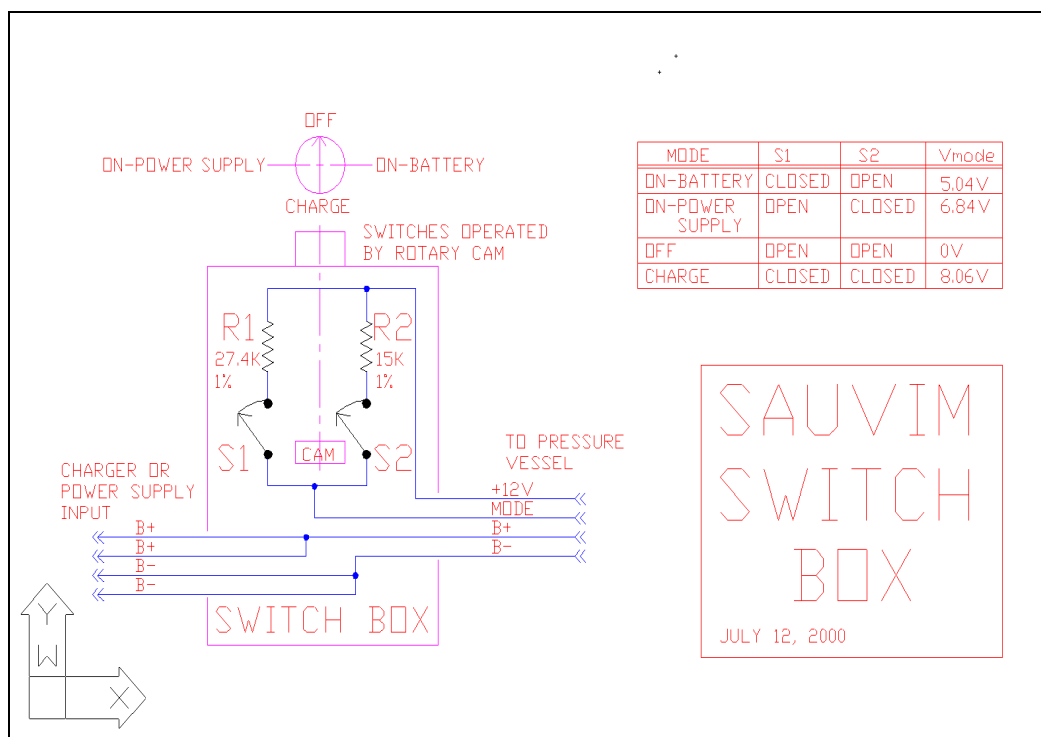 OFF
ON-POWER SUPPLY
ON-BATTERY
CHARGE
SWITCHES OPERATED
BY ROTARY CAM
R1
27.4K
1%
R2
15K
1%
S1
CAM
S2
CHARGER OR
POWER SUPPLY
INPUT
TO PRESSURE
VESSEL
+12V
MODE
B+
B-
B+
B+
B-
B-
SWITCH BOX
MODE S1 S2 Vmode
ON-BATTERY CLOSED OPEN 5.04V
ON-POWER OPEN CLOSED 6.84V
SUPPLY
OFF OPEN OPEN 0V
CHARGE CLOSED CLOSED 8.06V
SAUVIM
SWITCH
BOX
JULY 12, 2000
Y
W
X